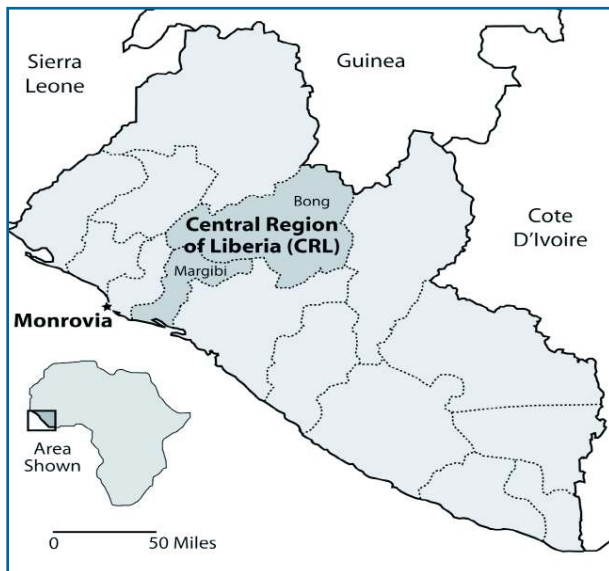 Sierra
Leone
Guinea
Bong
Central Region
of Liberia (CRL)
Cote
D'Ivoire
Margibi
Monrovia
Area
Shown
0 50 Miles